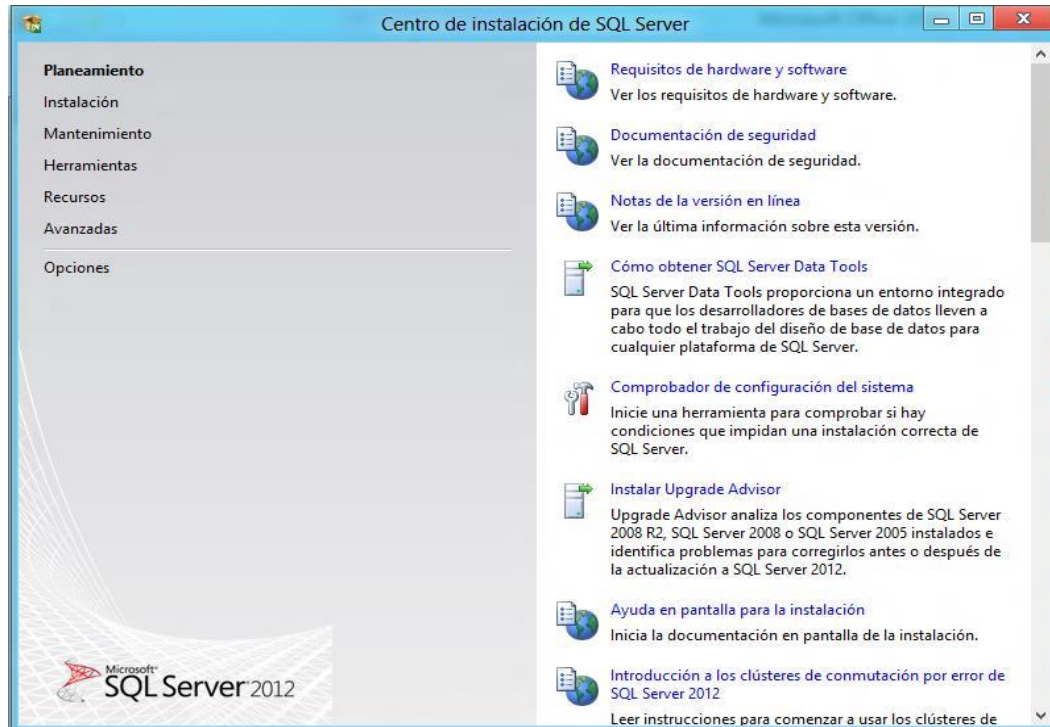 Centro de instalación de SQL Server
Planeamiento
Instalación
Mantenimiento
Herramientas
Recursos
Avanzadas
Opciones
Microsoft®
SQL Server 2012
Requisitos de hardware y software
Ver los requisitos de hardware y software.
Documentación de seguridad
Ver la documentación de seguridad.
Notas de la versión en línea
Ver la última información sobre esta versión.
Cómo obtener SQL Server Data Tools
SQL Server Data Tools proporciona un entorno integrado
para que los desarrolladores de bases de datos lleven a
cabo todo el trabajo del diseño de base de datos para
cualquier plataforma de SQL Server.
Comprobador de configuración del sistema
Inicie una herramienta para comprobar si hay
condiciones que impidan una instalación correcta de
SQL Server.
Instalar Upgrade Advisor
Upgrade Advisor analiza los componentes de SQL Server
2008 R2, SQL Server 2008 o SQL Server 2005 instalados e
identifica problemas para corregirlos antes o después de
la actualización a SQL Server 2012.
Ayuda en pantalla para la instalación
Inicia la documentación en pantalla de la instalación.
Introducción a los clústeres de conmutación por error de
SQL Server 2012
Leer instrucciones para comenzar a usar los clústeres de